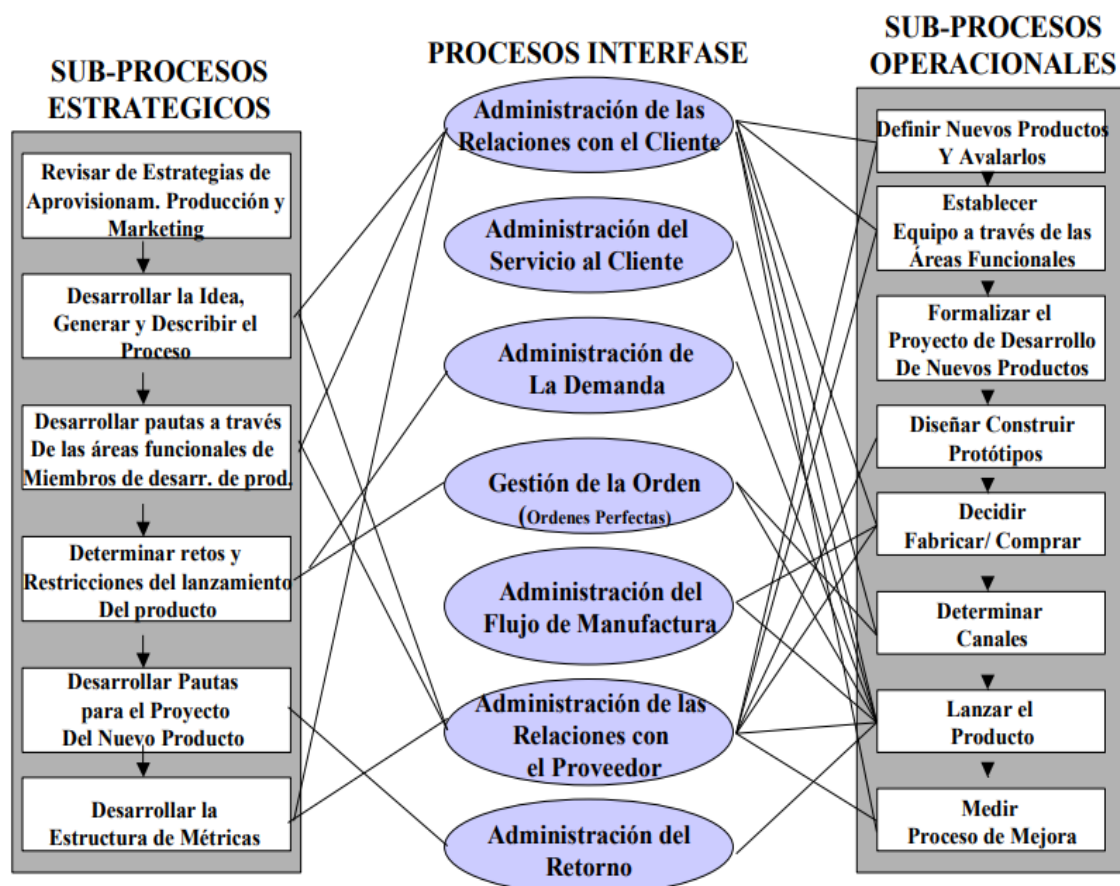 SUB-PROCESOS
ESTRATEGICOS
Revisar de Estrategias de
Aprovisionam. Producción y
Marketing
Desarrollar la Idea,
Generar y Describir el
Proceso
Desarrollar pautas a través
De las áreas funcionales de
Miembros de desarr. de prod.
Determinar retos y
Restricciones del lanzamiento
Del producto
Desarrollar Pautas
para el Proyecto
Del Nuevo Producto
Desarrollar la
Estructura de Métricas
PROCESOS INTERFASE
Administración de las
Relaciones con el Cliente
Administración del
Servicio al Cliente
Administración de
La Demanda
Gestión de la Orden
(Ordenes Perfectas)
Administración del
Flujo de Manufactura
Administración de las
Relaciones con
el Proveedor
Administración del
Retorno
SUB-PROCESOS
OPERACIONALES
Definir Nuevos Productos
Y Avalarlos
Establecer
Equipo a través de las
Áreas Funcionales
Formalizar el
Proyecto de Desarrollo
De Nuevos Productos
Diseñar Construir
Protótipos
Decidir
Fabricar/ Comprar
Determinar
Canales
Lanzar el
Producto
Medir
Proceso de Mejora